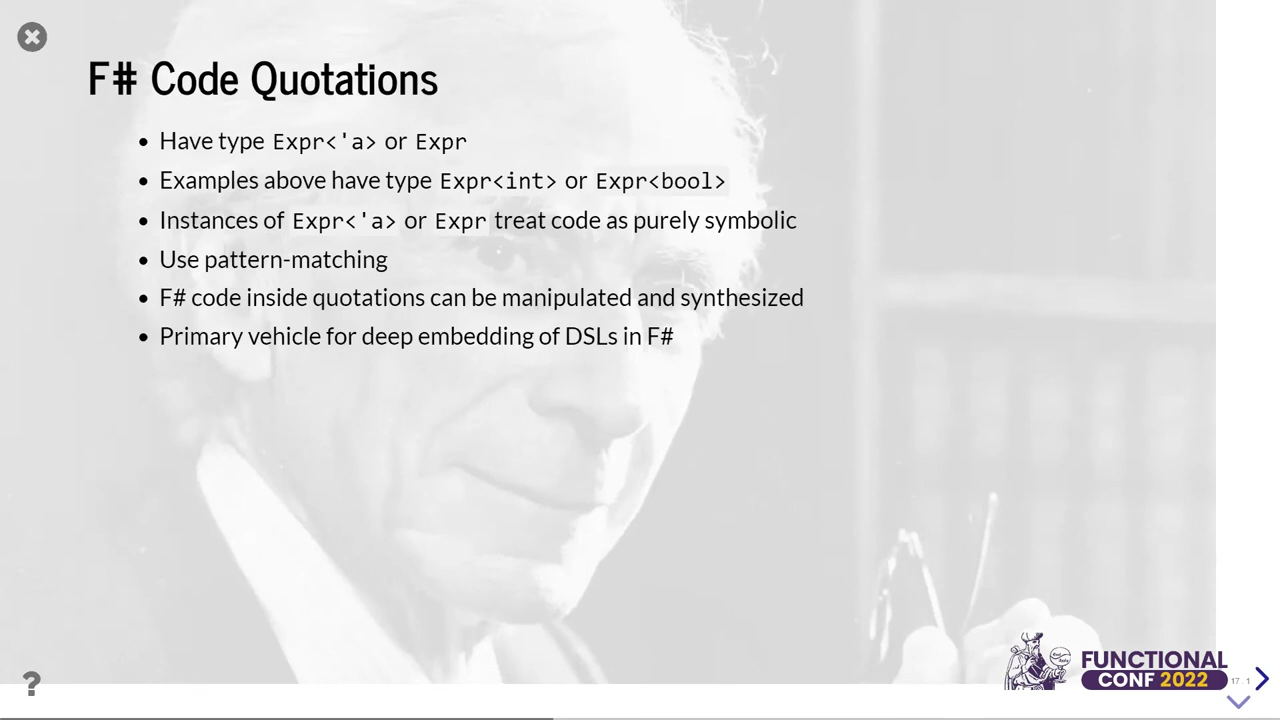 F# Code Quotations
Have type Expr<'a> or Expr
Examples above have type Expr<int> or Expr<bool>
Instances of Expr<'a> or Expr treat code as purely symbolic
Use pattern-matching
F# code inside quotations can be manipulated and synthesized
Primary vehicle for deep embedding of DSLs in F#
?
FUNCTIONAL
CONF 2022
17 . 1